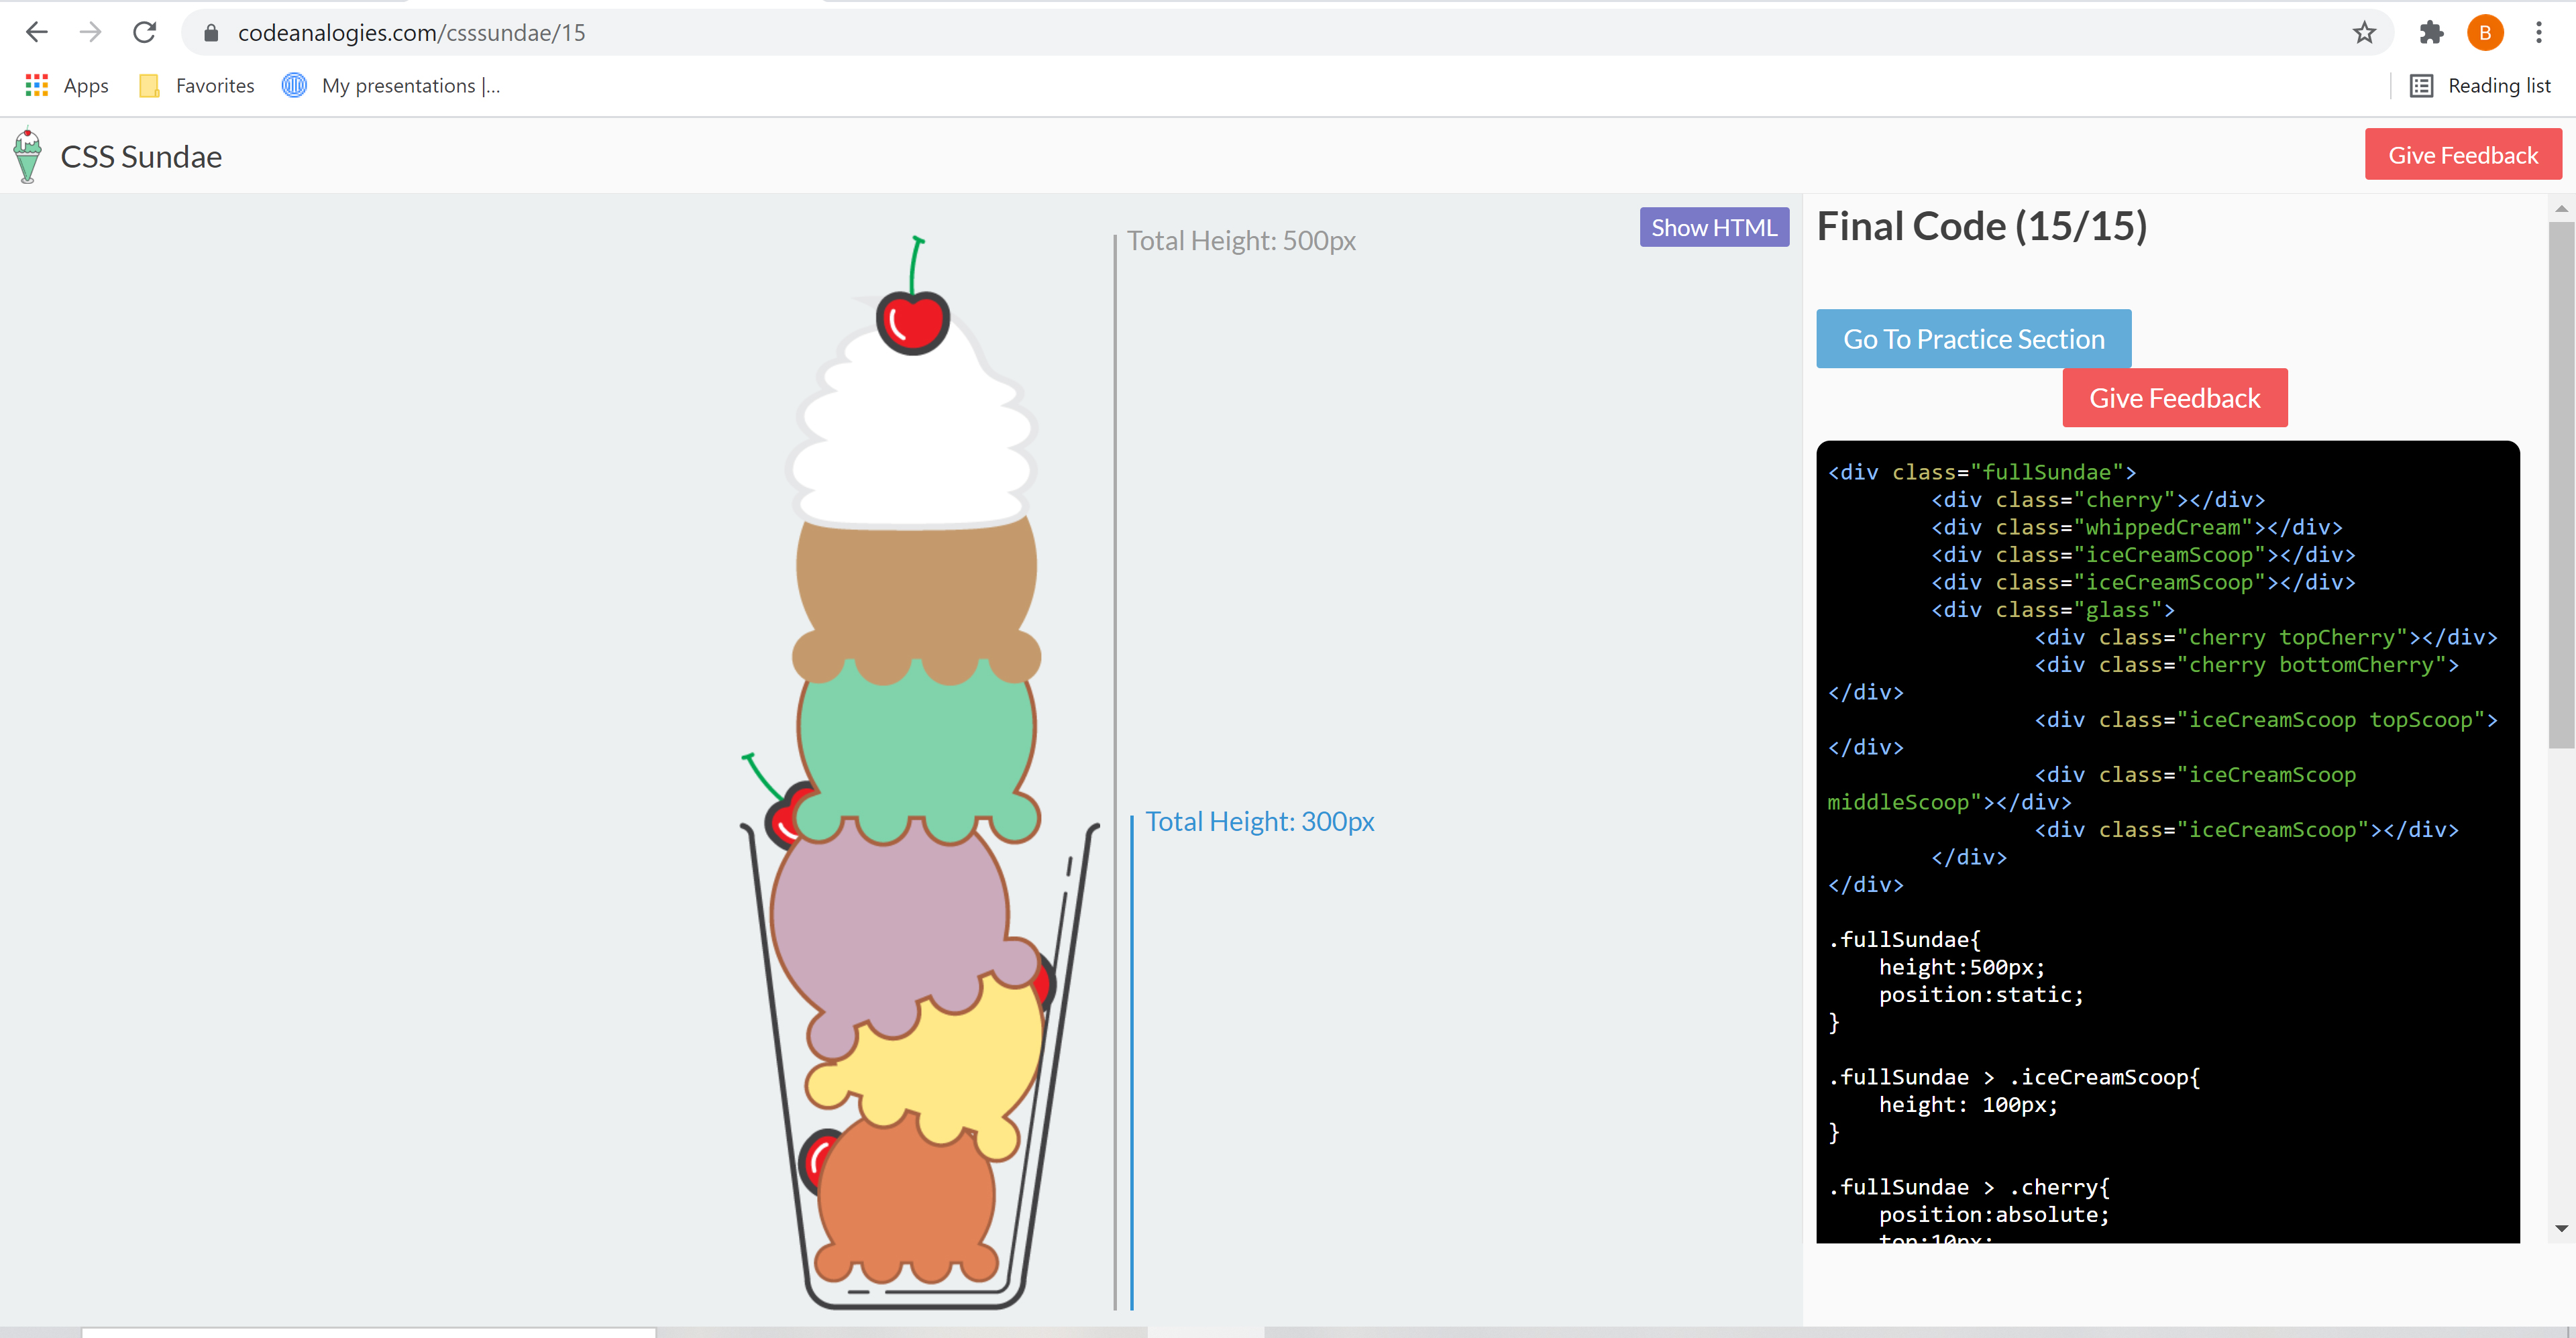 codeanalogies.com/csssundae/15
B
Apps
Favorites
My presentations |...
Reading list
CSS Sundae
Give Feedback
Total Height: 500px
Show HTML
Total Height: 300px
Final Code (15/15)
Go To Practice Section
Give Feedback
<div class="fullSundae">
<div class="cherry"></div>
<div class="whippedCream"></div>
<div class="iceCreamScoop"></div>
<div class="iceCreamScoop"></div>
<div class="glass">
<div class="cherry topCherry"></div>
<div class="cherry bottomCherry">
</div>
<div class="iceCreamScoop topScoop">
</div>
<div class="iceCreamScoop
middleScoop"></div>
<div class="iceCreamScoop"></div>
</div>
</div>
.fullSundae{
height:500px;
position:static;
}
.fullSundae > .iceCreamScoop{
height: 100px;
}
.fullSundae > .cherry{
position:absolute;
top:10px;